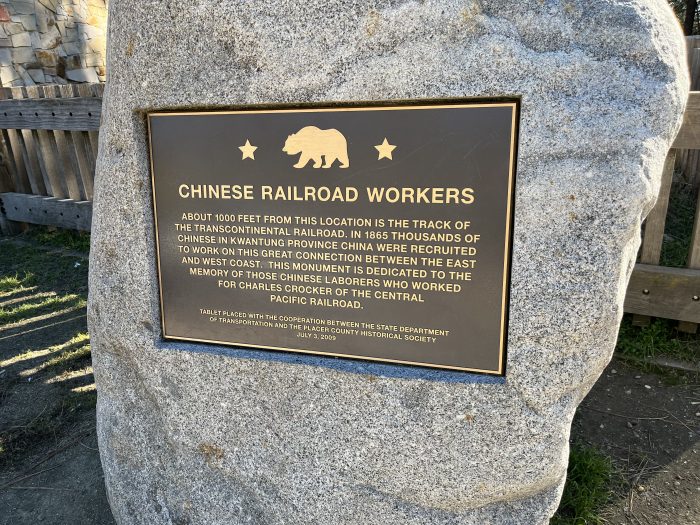 CHINESE RAILROAD WORKERS
ABOUT 1000 FEET FROM THIS LOCATION IS THE TRACK OF
THE TRANSCONTINENTAL RAILROAD. IN 1865 THOUSANDS OF
CHINESE IN KWANTUNG PROVINCE CHINA WERE RECRUITED
TO WORK ON THIS GREAT CONNECTION BETWEEN THE EAST
AND WEST COAST. THIS MONUMENT IS DEDICATED TO THE
MEMORY OF THOSE CHINESE LABORERS WHO WORKED
FOR CHARLES CROCKER OF THE CENTRAL
PACIFIC RAILROAD.
TABLET PLACED WITH THE COOPERATION BETWEEN THE STATE DEPARTMENT
OF TRANSPORTATION AND THE PLACER COUNTY HISTORICAL SOCIETY
JULY 3, 2009